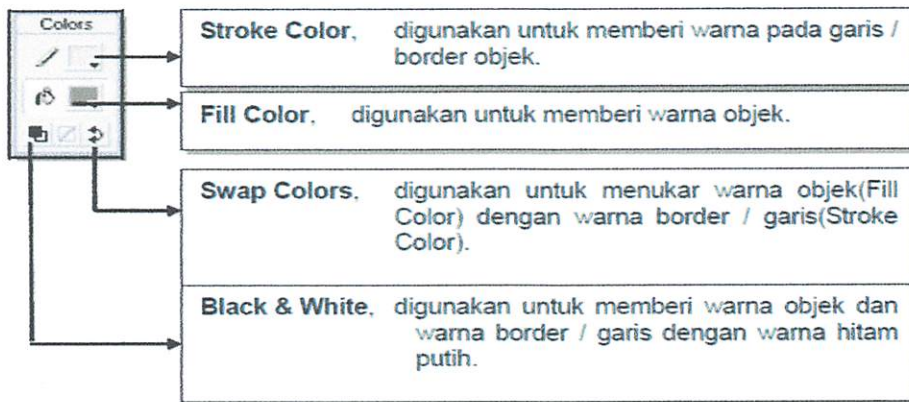 Colors
Stroke Color, digunakan untuk memberi warna pada garis /
border objek.
Fill Color, digunakan untuk memberi warna objek.
Swap Colors, digunakan untuk menukar warna objek(Fill
Color) dengan warna border / garis(Stroke
Color).
Black & White, digunakan untuk memberi warna objek dan
warna border / garis dengan warna hitam
putih.